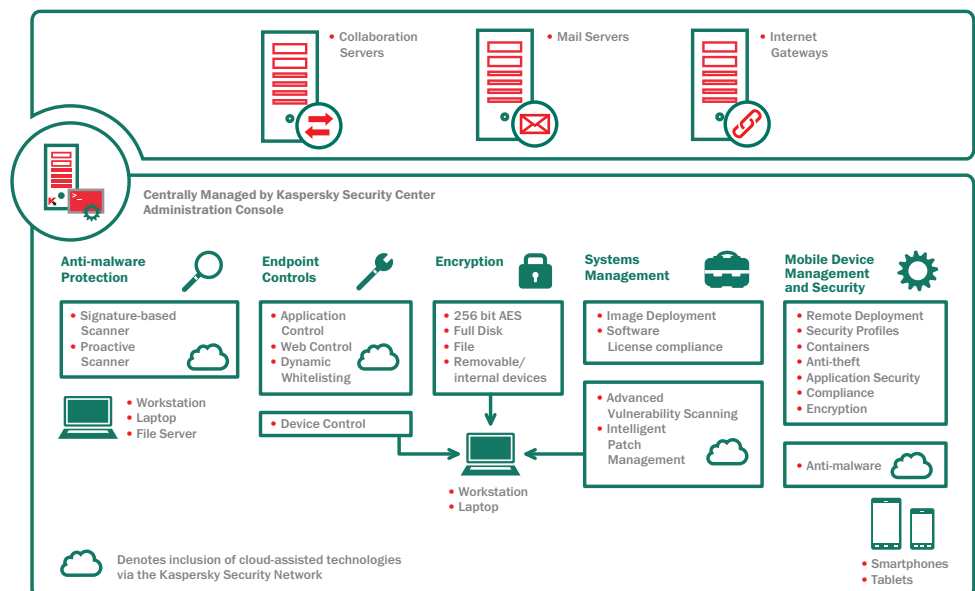 • Collaboration
Servers
• Mail Servers
• Internet
Gateways
Centrally Managed by Kaspersky Security Center
Administration Console
Anti-malware
Protection
• Signature-based
Scanner
• Proactive
Scanner
• Workstation
• Laptop
• File Server
Endpoint
Controls
• Application
Control
• Web Control
• Dynamic
Whitelisting
• Device Control
Encryption
• 256 bit AES
• Full Disk
• File
• Removable/
internal devices
• Workstation
• Laptop
Systems
Management
• Image Deployment
• Software
License compliance
• Advanced
Vulnerability Scanning
• Intelligent
Patch
Management
Mobile Device
Management
and Security
• Remote Deployment
• Security Profiles
• Containers
• Anti-theft
• Application Security
• Compliance
• Encryption
• Anti-malware
• Smartphones
• Tablets
Denotes inclusion of cloud-assisted technologies
via the Kaspersky Security Network